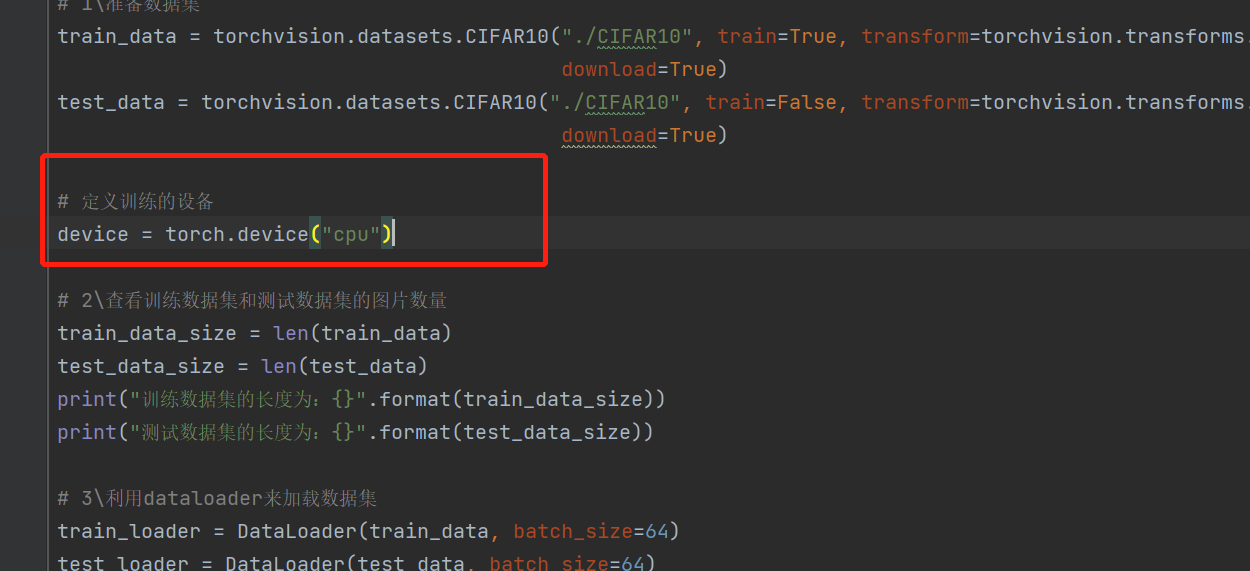 # 1\准备数据集
train_data = torchvision.datasets.CIFAR10("./CIFAR10", train=True, transform=torchvision.transforms.
download=True)
test_data = torchvision.datasets.CIFAR10("./CIFAR10", train=False, transform=torchvision.transforms.
download=True)
# 定义训练的设备
device = torch.device("cpu")
# 2\查看训练数据集和测试数据集的图片数量
train_data_size = len(train_data)
test_data_size = len(test_data)
print("训练数据集的长度为：{}".format(train_data_size))
print("测试数据集的长度为：{}".format(test_data_size))
# 3\利用dataloader来加载数据集
train_loader = DataLoader(train_data, batch_size=64)
test_loader = DataLoader(test_data, batch_size=64)